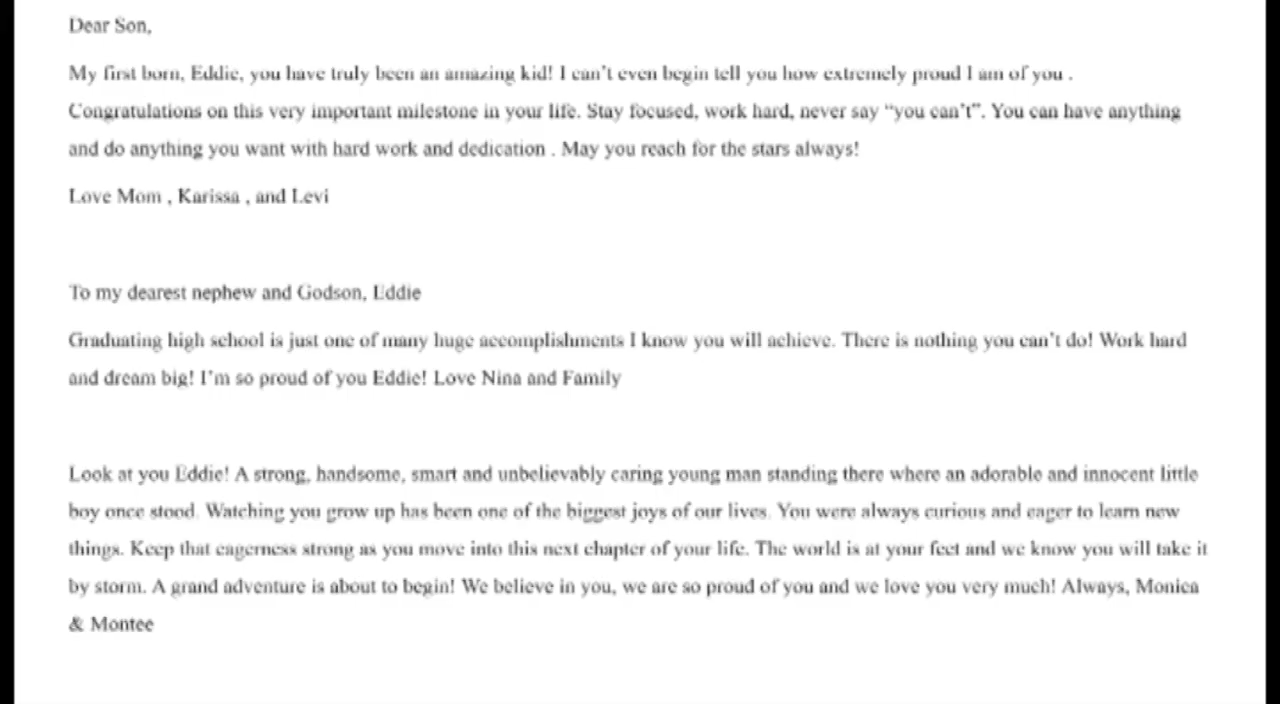 Dear Son,
My first born, Eddie, you have truly been an amazing kid! I can't even begin tell you how extremely proud I am of you .
Congratulations on this very important milestone in your life. Stay focused, work hard, never say “you can't”. You can have anything
and do anything you want with hard work and dedication . May you reach for the stars always!
Love Mom , Karissa , and Levi
To my dearest nephew and Godson, Eddie
Graduating high school is just one of many huge accomplishments I know you will achieve. There is nothing you can't do! Work hard
and dream big! I'm so proud of you Eddie! Love Nina and Family
Look at you Eddie! A strong, handsome, smart and unbelievably caring young man standing there where an adorable and innocent little
boy once stood. Watching you grow up has been one of the biggest joys of our lives. You were always curious and eager to learn new
things. Keep that eagerness strong as you move into this next chapter of your life. The world is at your feet and we know you will take it
by storm. A grand adventure is about to begin! We believe in you, we are so proud of you and we love you very much! Always, Monica
& Montee